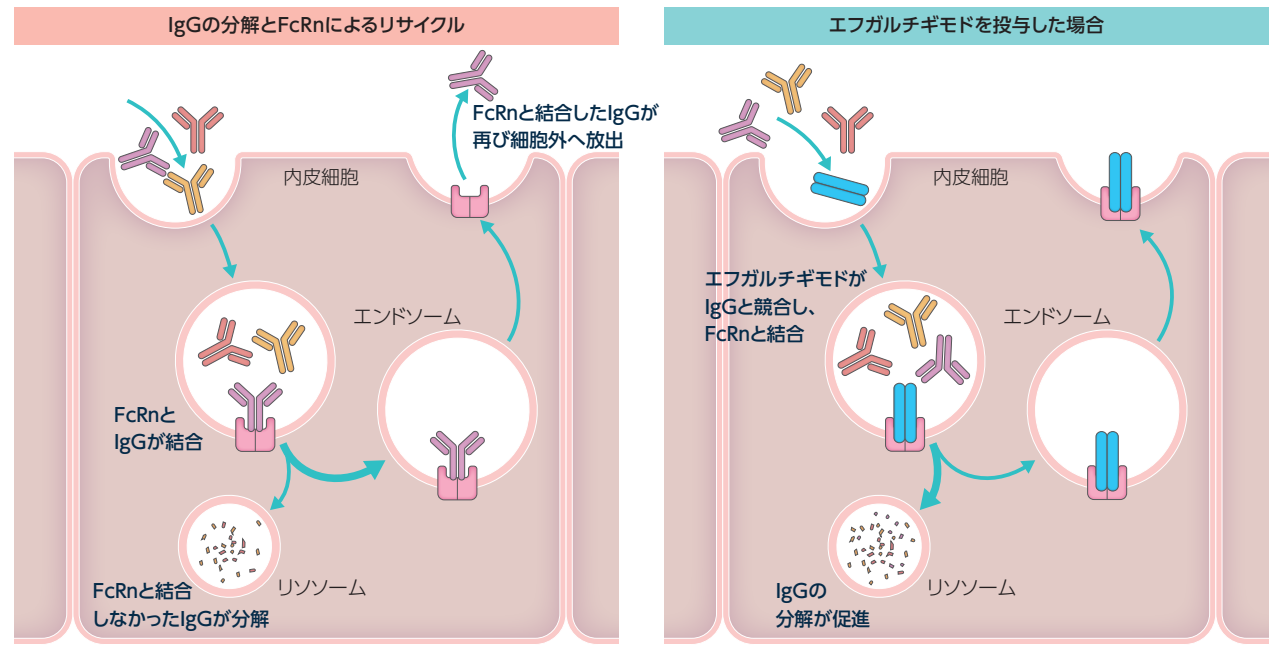 IgGの分解とFcRnによるリサイクル
FcRnと結合したIgGが
再び細胞外へ放出
内皮細胞
エンドソーム
FcRnと
IgGが結合
リソソーム
FcRnと結合
しなかったIgGが分解
エフガルチギモドを投与した場合
内皮細胞
エフガルチギモドが
IgGと競合し、
FcRnと結合
エンドソーム
リソソーム
IgGの
分解が促進